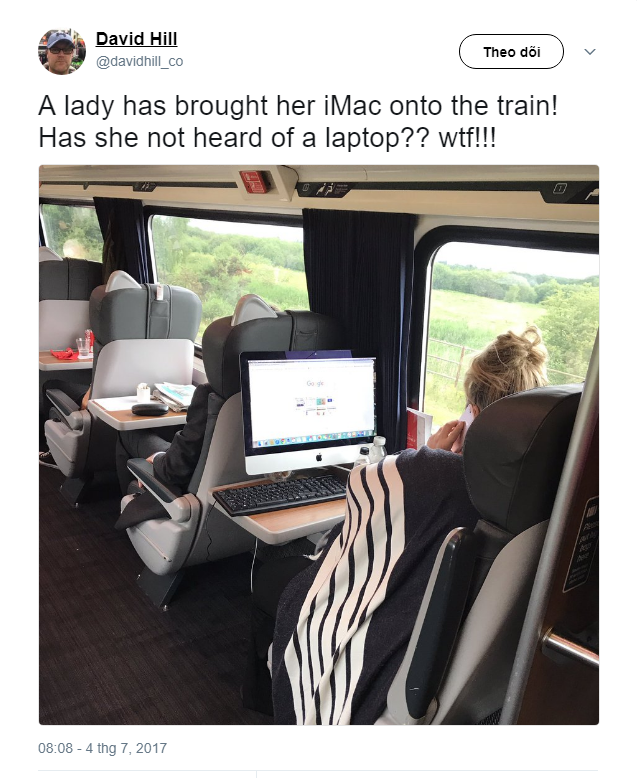 David Hill
@davidhill_co
Theo dõi
A lady has brought her iMac onto the train!
Has she not heard of a laptop?? wtf!!!
Google
08:08 - 4 thg 7, 2017